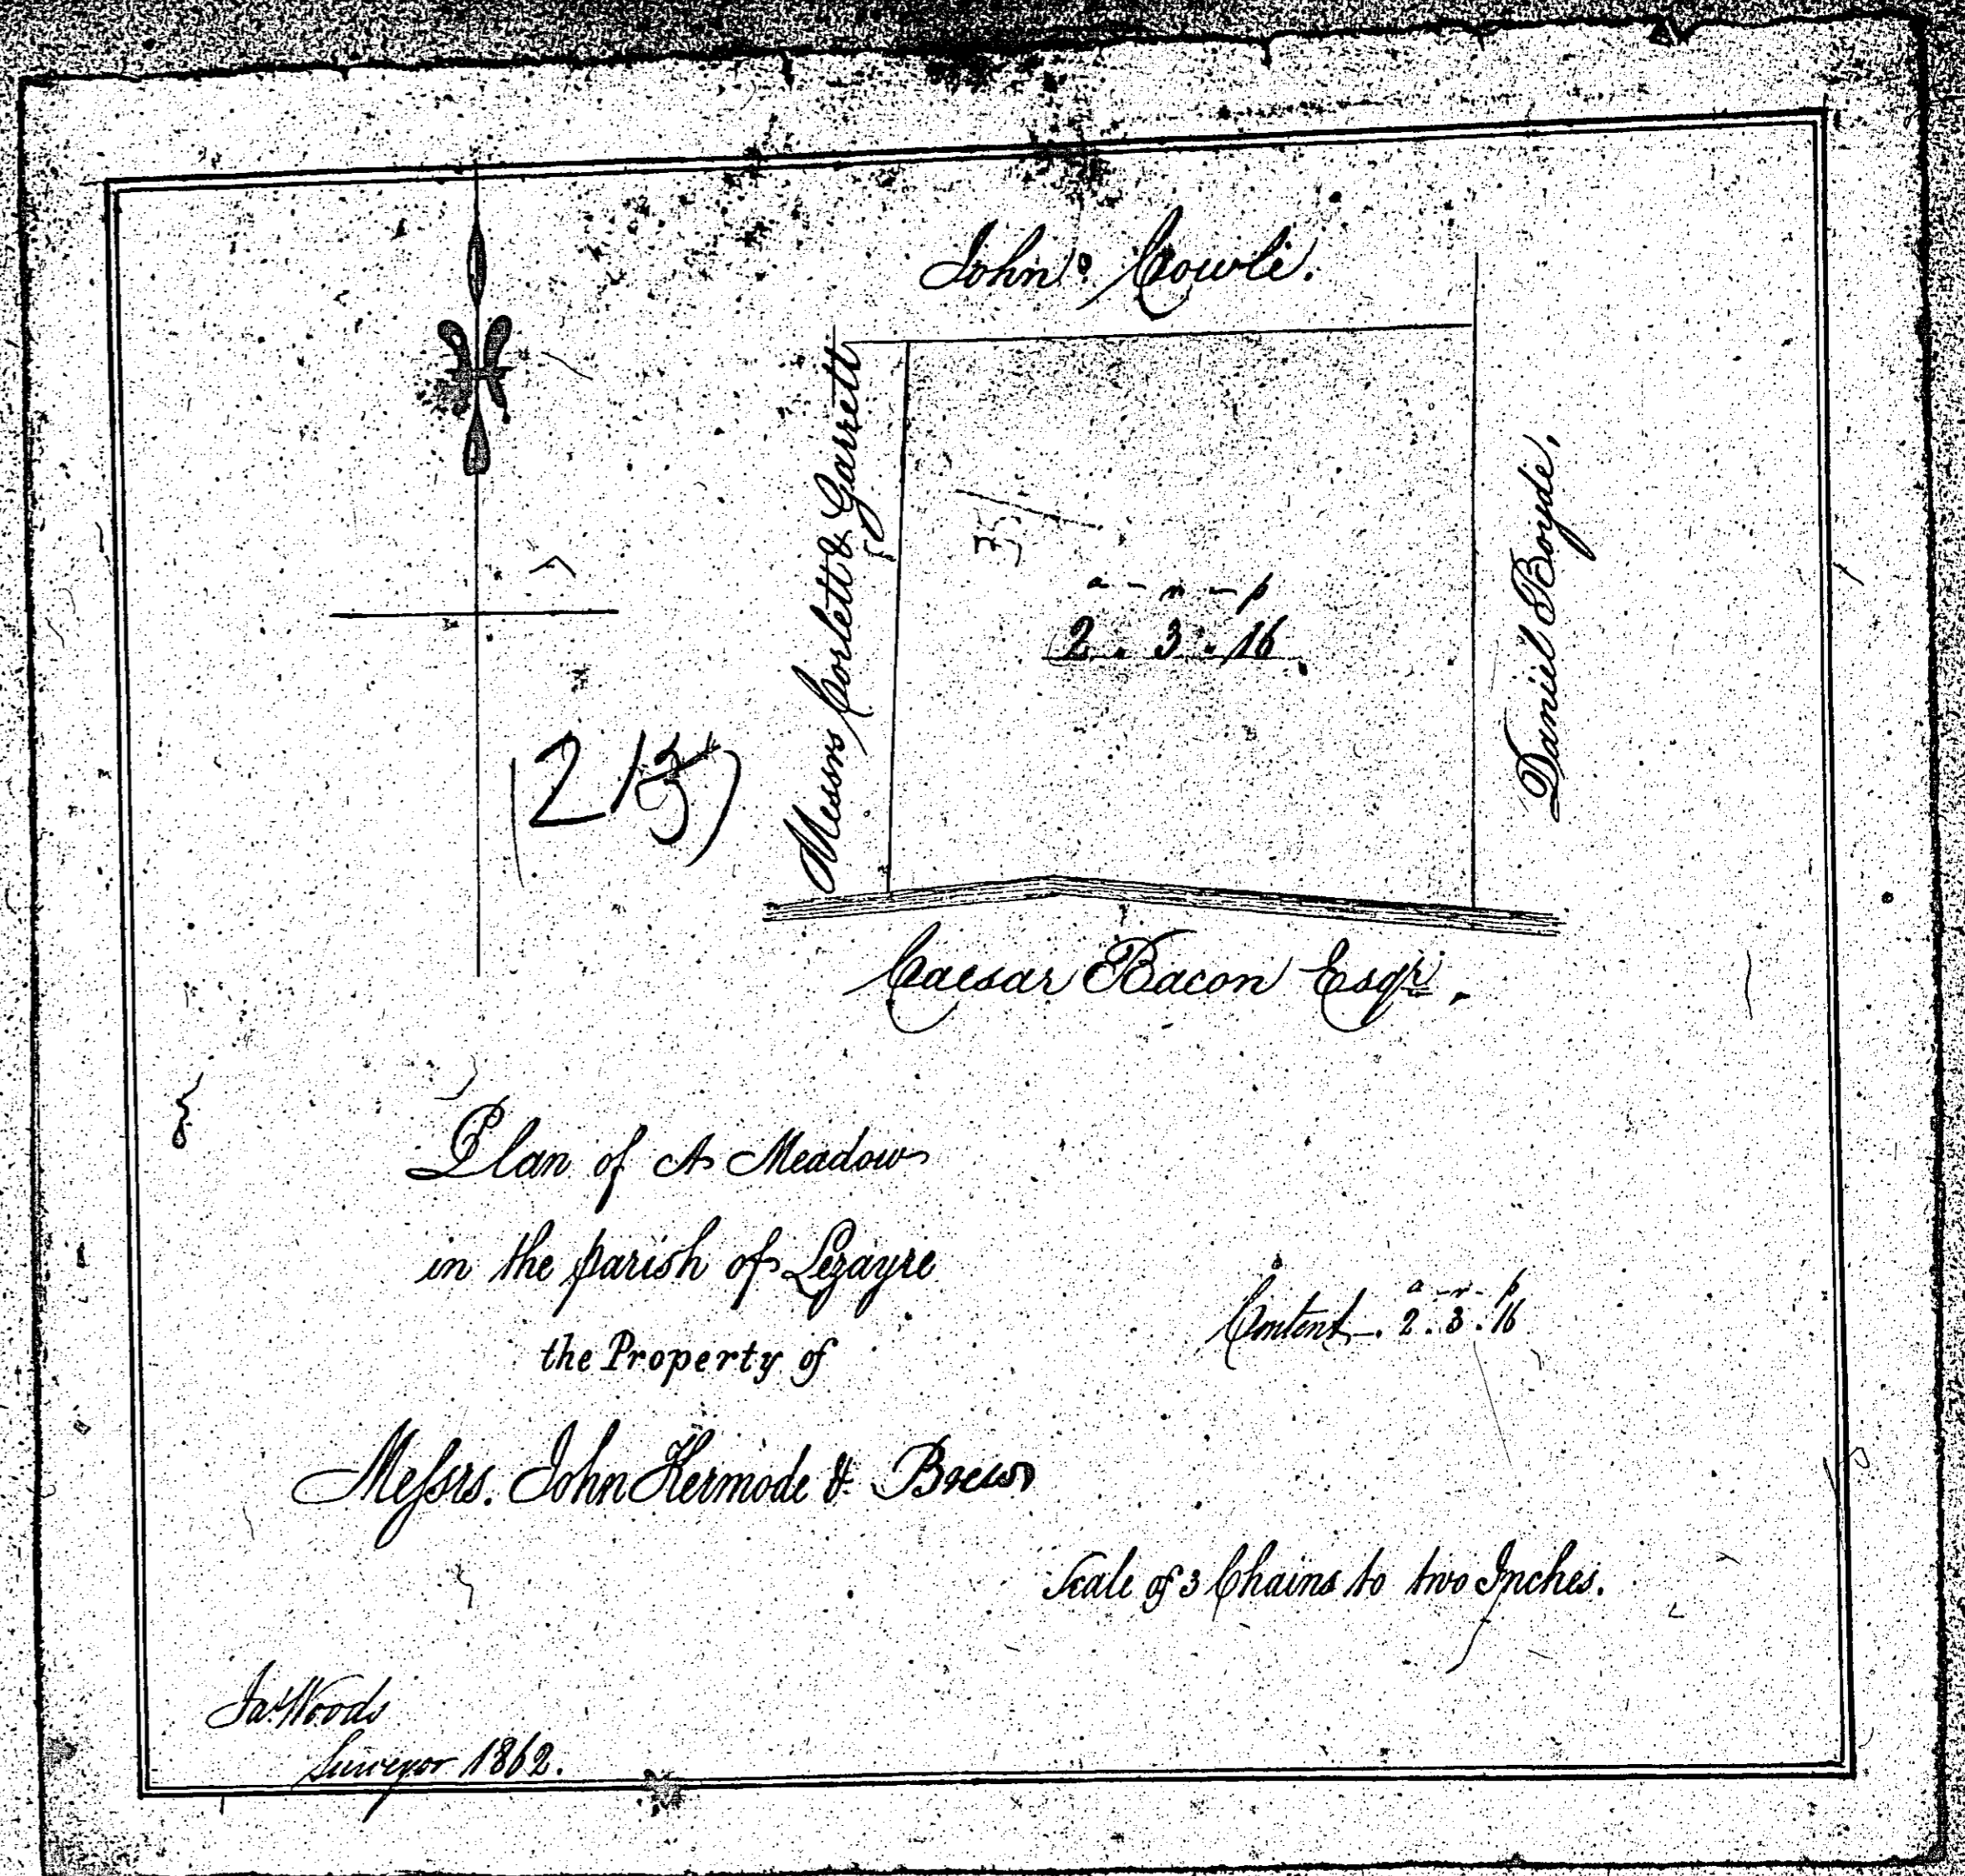 John Cowle.
Messrs Corlett & Garrett
35
a - r - p
2 . 3 . 16
Daniel Boyde,
Caesar Bacon Esqr.
Plan of A Meadow
in the parish of Lezayre
the Property of
Messrs. John Kermode & Brew
a - r - p
Content . 2 . 3 . 16
Scale of 3 Chains to two Inches.
Jas. Woods
Surveyor 1862.